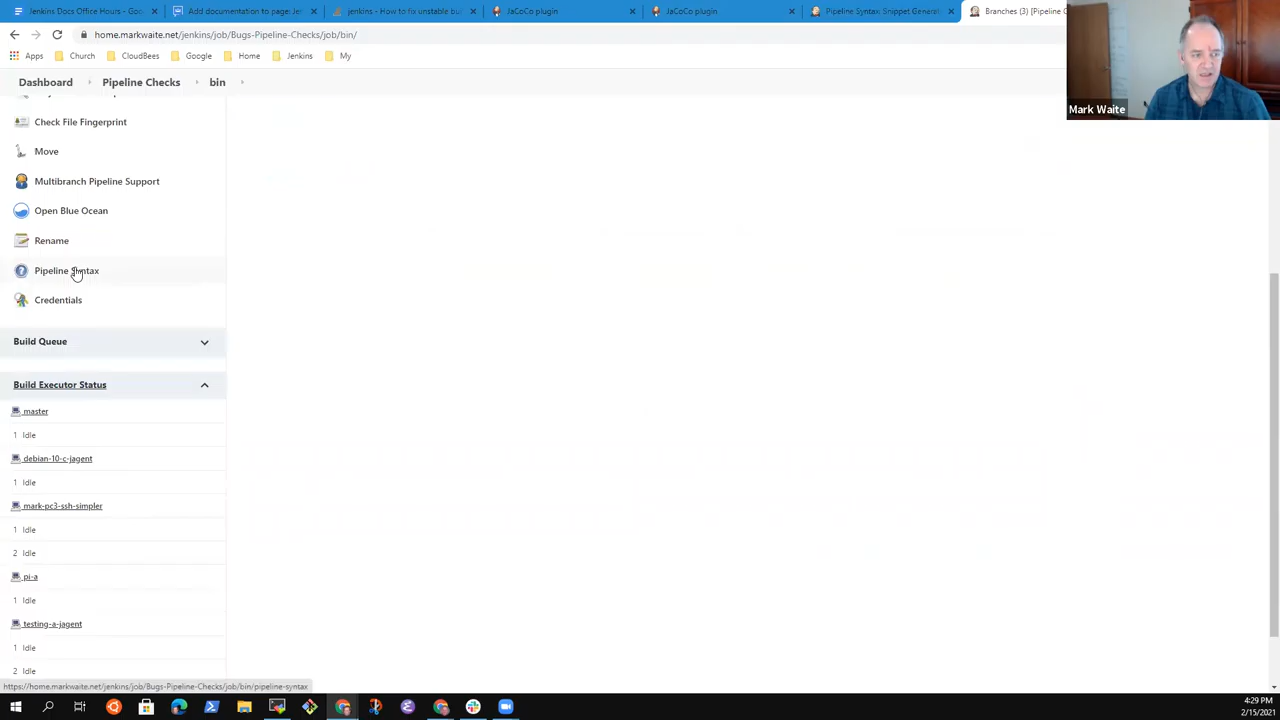 Jenkins Docs Office Hours - Goo
Add documentation to page: Jen
jenkins - How to fix unstable bui
JaCoCo plugin
JaCoCo plugin
Pipeline Syntax: Snippet Generat
Branches (3) [Pipeline C
home.markwaite.net/jenkins/job/Bugs-Pipeline-Checks/job/bin/
Apps
Church
CloudBees
Google
Home
Jenkins
My
Mark Waite
Dashboard
Pipeline Checks
bin
Check File Fingerprint
Move
Multibranch Pipeline Support
Open Blue Ocean
Rename
Pipeline Syntax
Credentials
Build Queue
Build Executor Status
master
1 Idle
debian-10-c-jagent
1 Idle
mark-pc3-ssh-simpler
1 Idle
2 Idle
pi-a
1 Idle
testing-a-jagent
1 Idle
2 Idle
https://home.markwaite.net/jenkins/job/Bugs-Pipeline-Checks/job/bin/pipeline-syntax
4:29 PM
2/15/2021